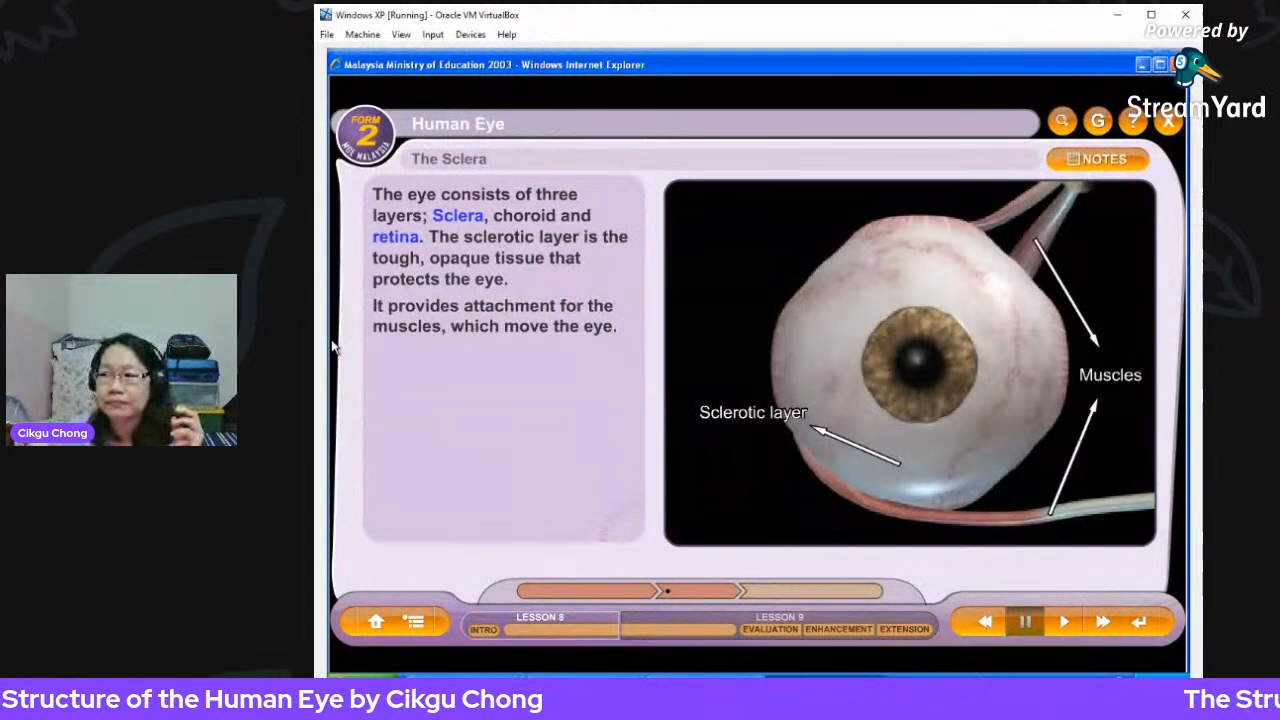 Windows XP [Running] - Oracle VM VirtualBox
File Machine View Input Devices Help
Powered by
StreamYard
Malaysia Ministry of Education 2003 - Windows Internet Explorer
FORM
2
MOE MALAYSIA
Human Eye
G ? X
The Sclera
NOTES
The eye consists of three
layers; Sclera, choroid and
retina. The sclerotic layer is the
tough, opaque tissue that
protects the eye.
It provides attachment for the
muscles, which move the eye.
Muscles
Sclerotic layer
Cikgu Chong
LESSON 8
LESSON 9
INTRO
EVALUATION ENHANCEMENT EXTENSION
Structure of the Human Eye by Cikgu Chong
The Stru